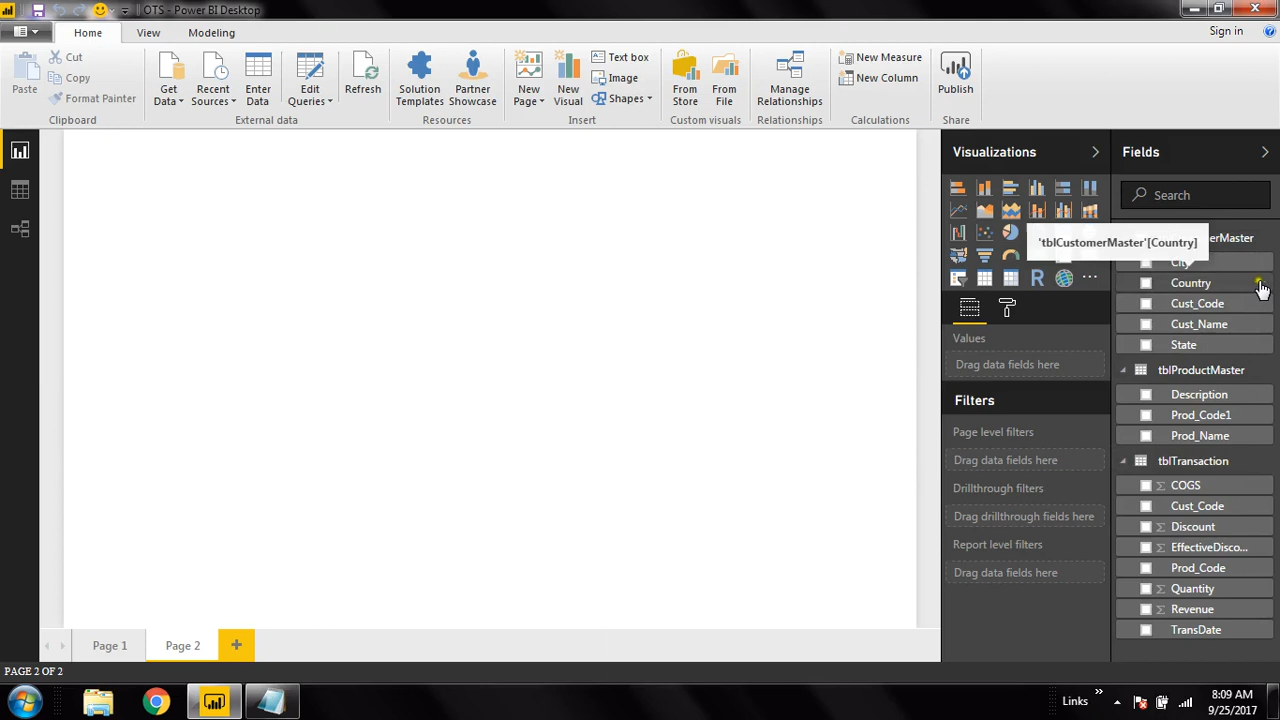 OTS - Power BI Desktop
Home
View
Modeling
Sign in
Paste
Cut
Copy
Format Painter
Clipboard
Get Data
Recent Sources
Enter Data
Edit Queries
Refresh
External data
Solution Templates
Partner Showcase
Resources
New Page
New Visual
Text box
Image
Shapes
Insert
From Store
From File
Custom visuals
Manage Relationships
Relationships
New Measure
New Column
Calculations
Publish
Share
Visualizations
R
Values
Drag data fields here
Filters
Page level filters
Drag data fields here
Drillthrough filters
Drag drillthrough fields here
Report level filters
Drag data fields here
Fields
Search
'tblCustomerMaster'[Country]
Country
Cust_Code
Cust_Name
State
tblProductMaster
Description
Prod_Code1
Prod_Name
tblTransaction
Σ COGS
Cust_Code
Σ Discount
Σ EffectiveDisco...
Prod_Code
Σ Quantity
Σ Revenue
TransDate
Page 1
Page 2
PAGE 2 OF 2
Links
8:09 AM
9/25/2017